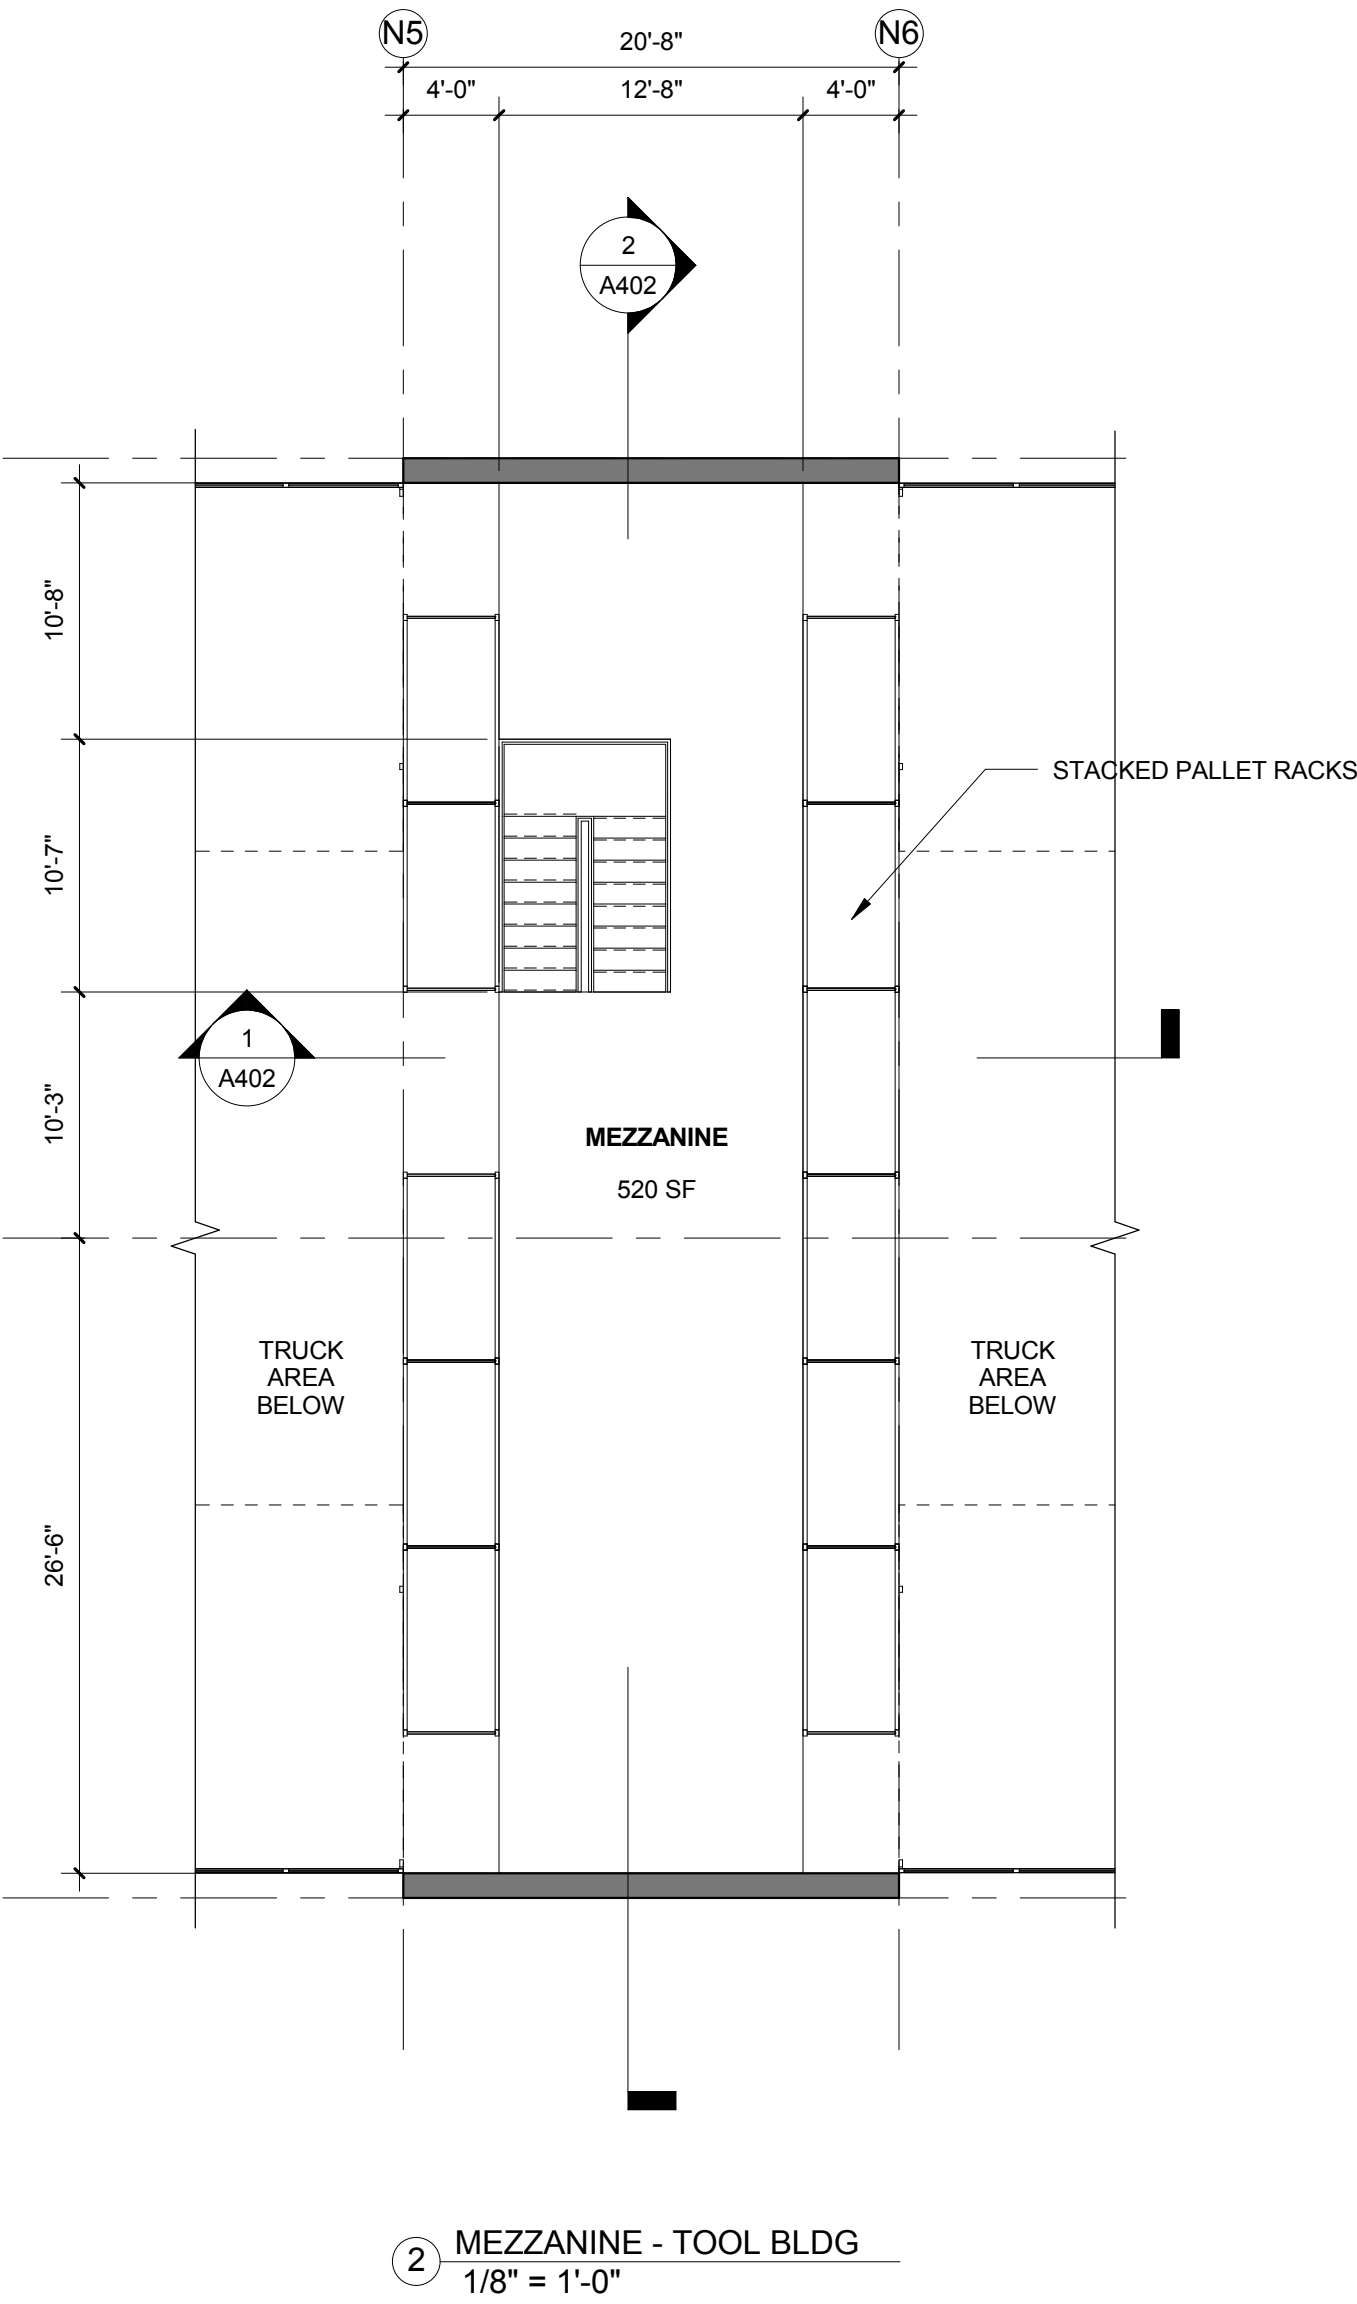 N5
N6
20'-8"
4'-0"
12'-8"
4'-0"
2
A402
10'-8"
STACKED PALLET RACKS
10'-7"
1
A402
10'-3"
MEZZANINE
520 SF
TRUCK
AREA
BELOW
TRUCK
AREA
BELOW
26'-6"
2
MEZZANINE - TOOL BLDG
1/8" = 1'-0"